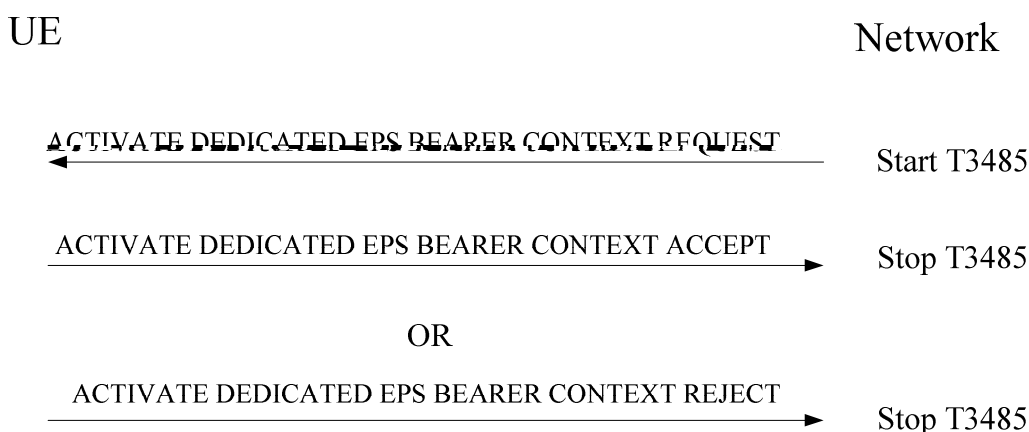 UE
Network
ACTIVATE DEDICATED EPS BEARER CONTEXT REQUEST
Start T3485
ACTIVATE DEDICATED EPS BEARER CONTEXT ACCEPT
Stop T3485
OR
ACTIVATE DEDICATED EPS BEARER CONTEXT REJECT
Stop T3485